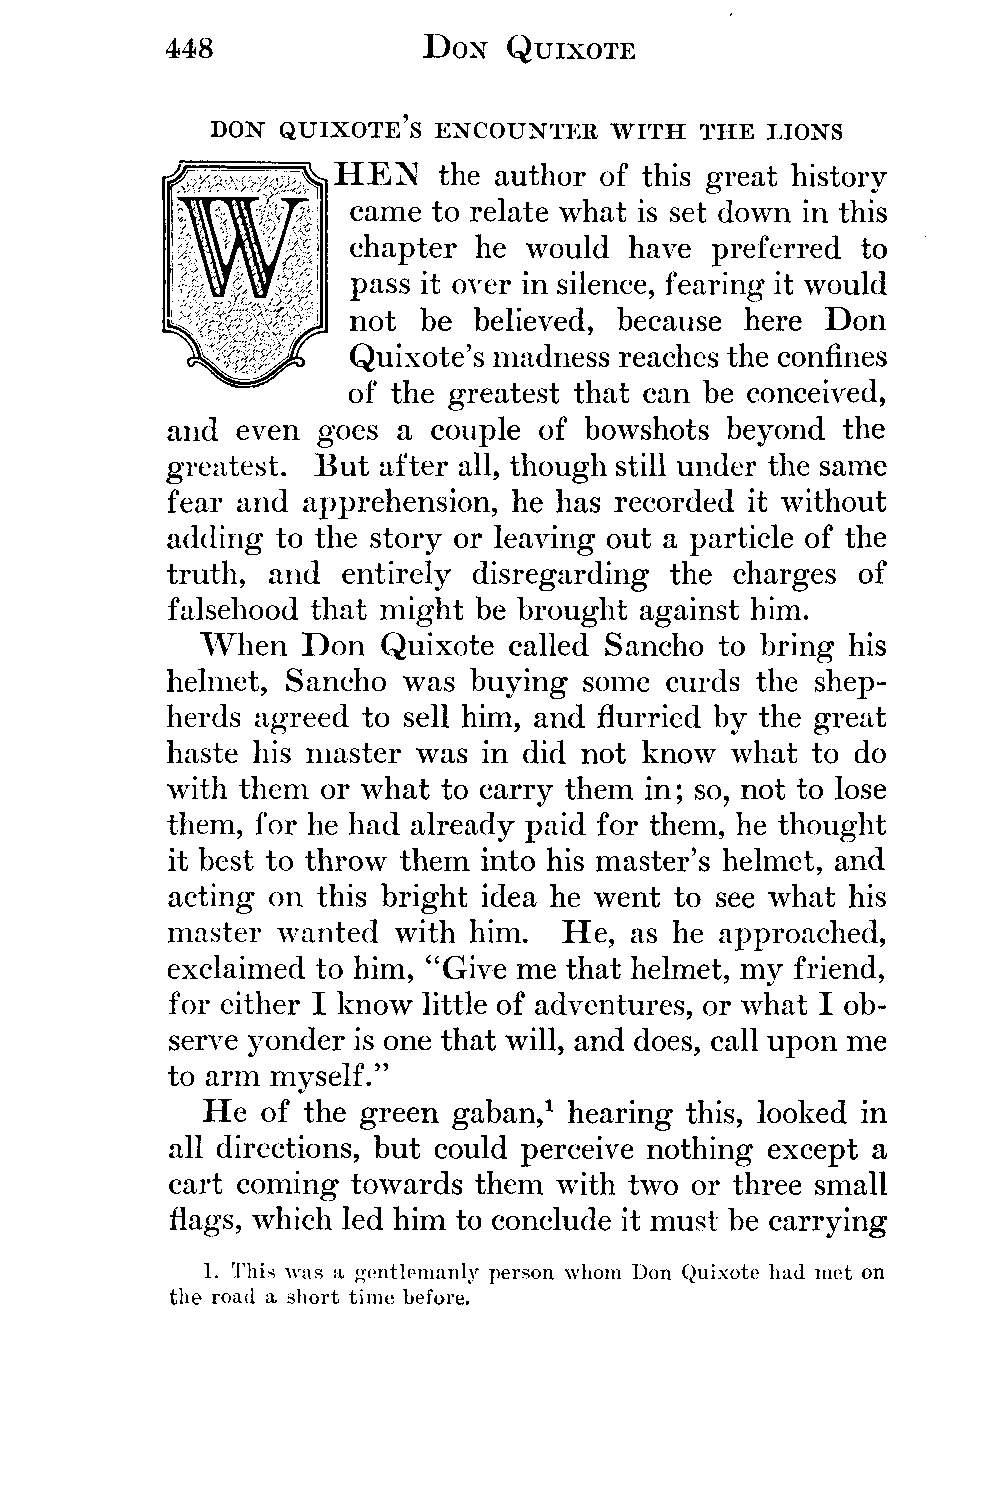 448 DON QUIXOTE
DON QUIXOTE'S ENCOUNTER WITH THE LIONS
WHEN the author of this great history
came to relate what is set down in this
chapter he would have preferred to
pass it over in silence, fearing it would
not be believed, because here Don
Quixote's madness reaches the confines
of the greatest that can be conceived,
and even goes a couple of bowshots beyond the
greatest. But after all, though still under the same
fear and apprehension, he has recorded it without
adding to the story or leaving out a particle of the
truth, and entirely disregarding the charges of
falsehood that might be brought against him.
When Don Quixote called Sancho to bring his
helmet, Sancho was buying some curds the shep-
herds agreed to sell him, and flurried by the great
haste his master was in did not know what to do
with them or what to carry them in; so, not to lose
them, for he had already paid for them, he thought
it best to throw them into his master's helmet, and
acting on this bright idea he went to see what his
master wanted with him. He, as he approached,
exclaimed to him, “Give me that helmet, my friend,
for either I know little of adventures, or what I ob-
serve yonder is one that will, and does, call upon me
to arm myself.”
He of the green gaban,¹ hearing this, looked in
all directions, but could perceive nothing except a
cart coming towards them with two or three small
flags, which led him to conclude it must be carrying
1. This was a gentlemanly person whom Don Quixote had met on
the road a short time before.